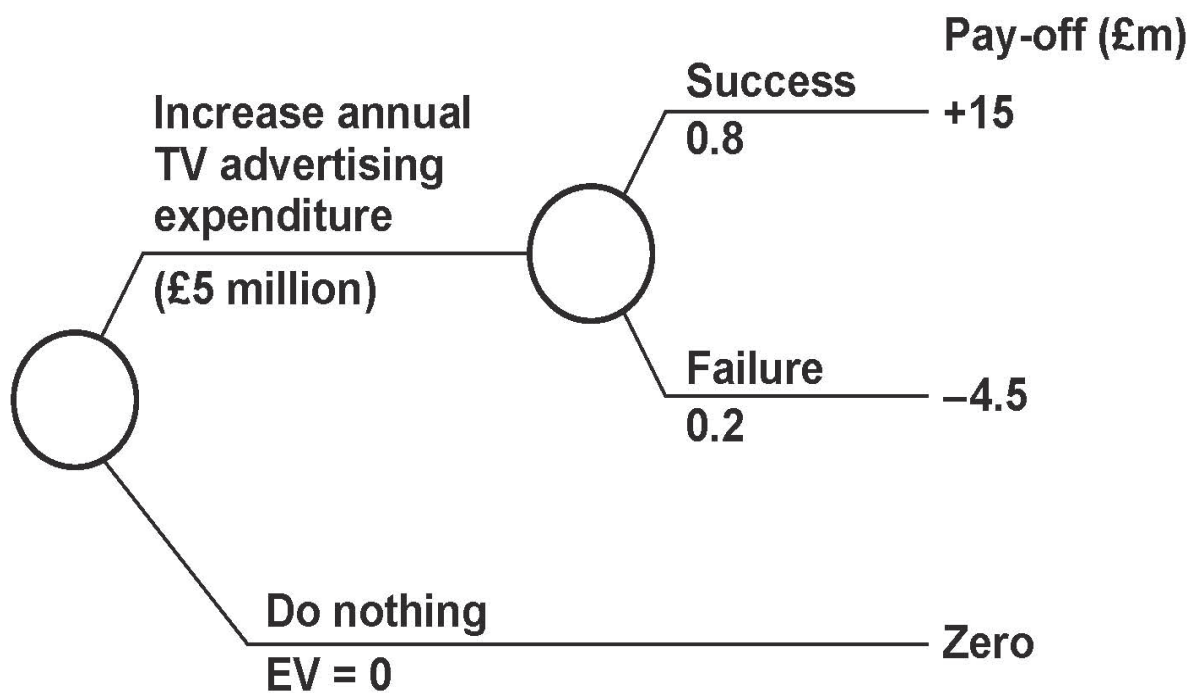 Pay-off (£m)
Increase annual
TV advertising
expenditure
(£5 million)
Success
0.8
+15
Failure
0.2
–4.5
Do nothing
EV = 0
Zero